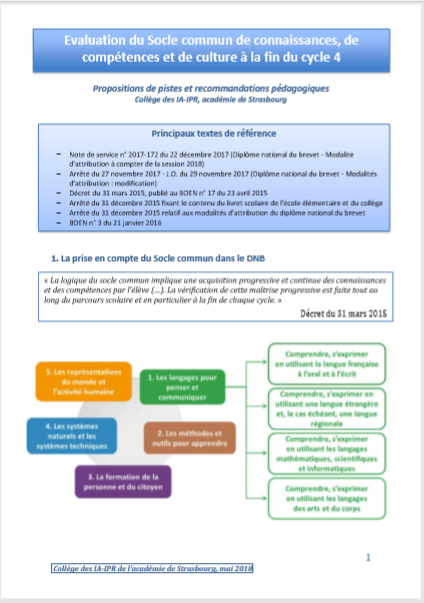 Evaluation du Socle commun de connaissances, de
compétences et de culture à la fin du cycle 4
Propositions de pistes et recommandations pédagogiques
Collège des IA-IPR, académie de Strasbourg
Principaux textes de référence
– Note de service n° 2017-172 du 22 décembre 2017 (Diplôme national du brevet - Modalité
d'attribution à compter de la session 2018)
– Arrêté du 27 novembre 2017 - J.O. du 29 novembre 2017 (Diplôme national du brevet - Modalités
d'attribution : modification)
– Décret du 31 mars 2015, publié au BOEN n° 17 du 23 avril 2015
– Arrêté du 31 décembre 2015 fixant le contenu du livret scolaire de l'école élémentaire et du collège
– Arrêté du 31 décembre 2015 relatif aux modalités d'attribution du diplôme national du brevet
– BOEN n° 3 du 21 janvier 2016
1. La prise en compte du Socle commun dans le DNB
« La logique du socle commun implique une acquisition progressive et continue des connaissances
et des compétences par l'élève (...). La vérification de cette maîtrise progressive est faite tout au
long du parcours scolaire et en particulier à la fin de chaque cycle. »
Décret du 31 mars 2015
5. Les représentations
du monde et
l'activité humaine
1. Les langages pour
penser et
communiquer
4. Les systèmes
naturels et les
systèmes techniques
2. Les méthodes et
outils pour apprendre
3. La formation de la
personne et du citoyen
Comprendre, s'exprimer
en utilisant la langue française
à l'oral et à l'écrit
Comprendre, s'exprimer en
utilisant une langue étrangère
et, le cas échéant, une langue
régionale
Comprendre, s'exprimer
en utilisant les langages
mathématiques, scientifiques
et informatiques
Comprendre, s'exprimer
en utilisant les langages
des arts et du corps
1
Collège des IA-IPR de l'académie de Strasbourg, mai 2018